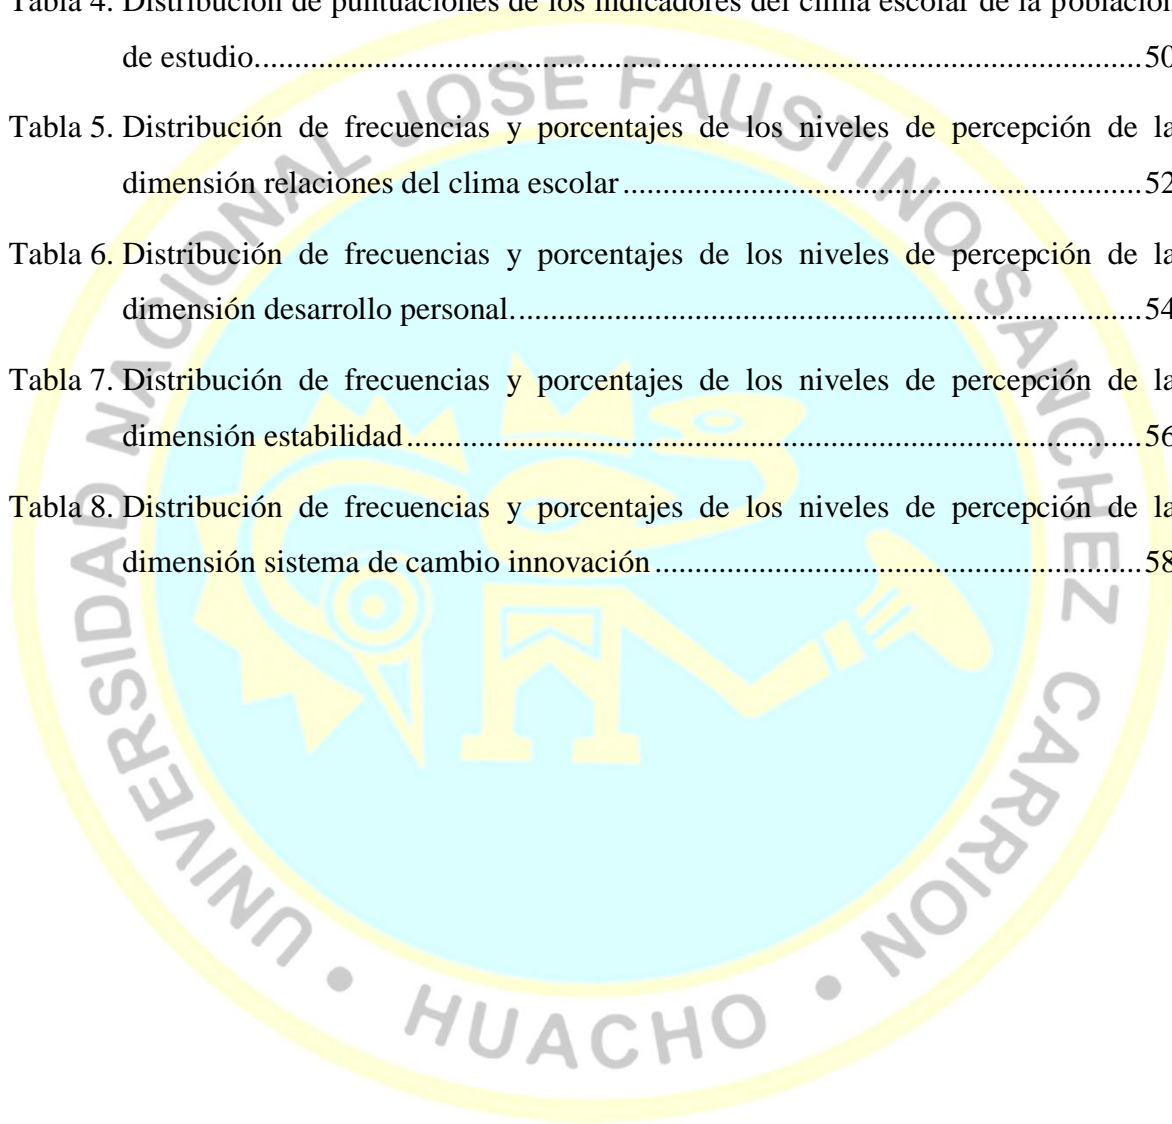 Tabla 4. Distribución de puntuaciones de los indicadores del clima escolar de la población
de estudio.............................................................................................................50
Tabla 5. Distribución de frecuencias y porcentajes de los niveles de percepción de la
dimensión relaciones del clima escolar................................................................52
Tabla 6. Distribución de frecuencias y porcentajes de los niveles de percepción de la
dimensión desarrollo personal..............................................................................54
Tabla 7. Distribución de frecuencias y porcentajes de los niveles de percepción de la
dimensión estabilidad...........................................................................................56
Tabla 8. Distribución de frecuencias y porcentajes de los niveles de percepción de la
dimensión sistema de cambio innovación............................................................58
UNIVERSIDAD NACIONAL JOSE FAUSTINO SANCHEZ CARRION
• HUACHO •